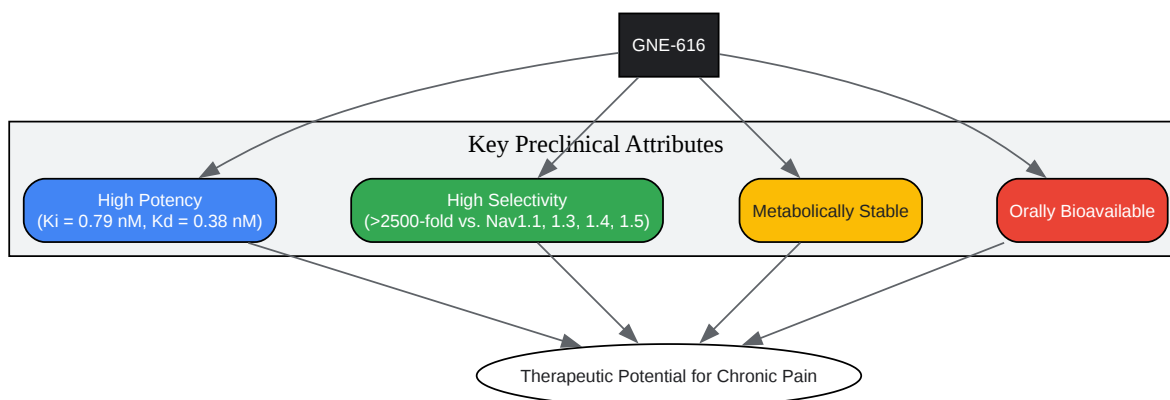 GNE-616
Key Preclinical Attributes
High Potency
(Ki = 0.79 nM, Kd = 0.38 nM)
High Selectivity
(>2500-fold vs. Nav1.1, 1.3, 1.4, 1.5)
Metabolically Stable
Orally Bioavailable
Therapeutic Potential for Chronic Pain